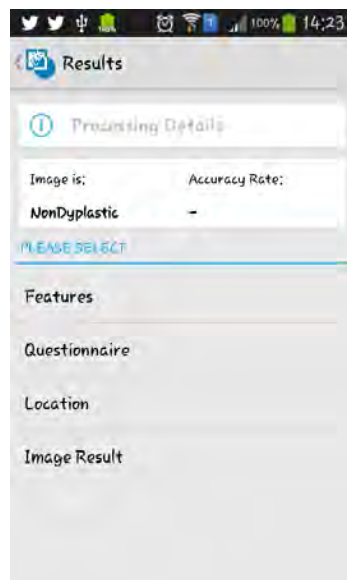 100% 14:23
Results
Processing Details
Image is: Accuracy Rate:
NonDyplastic -
PLEASE SELECT
Features
Questionnaire
Location
Image Result